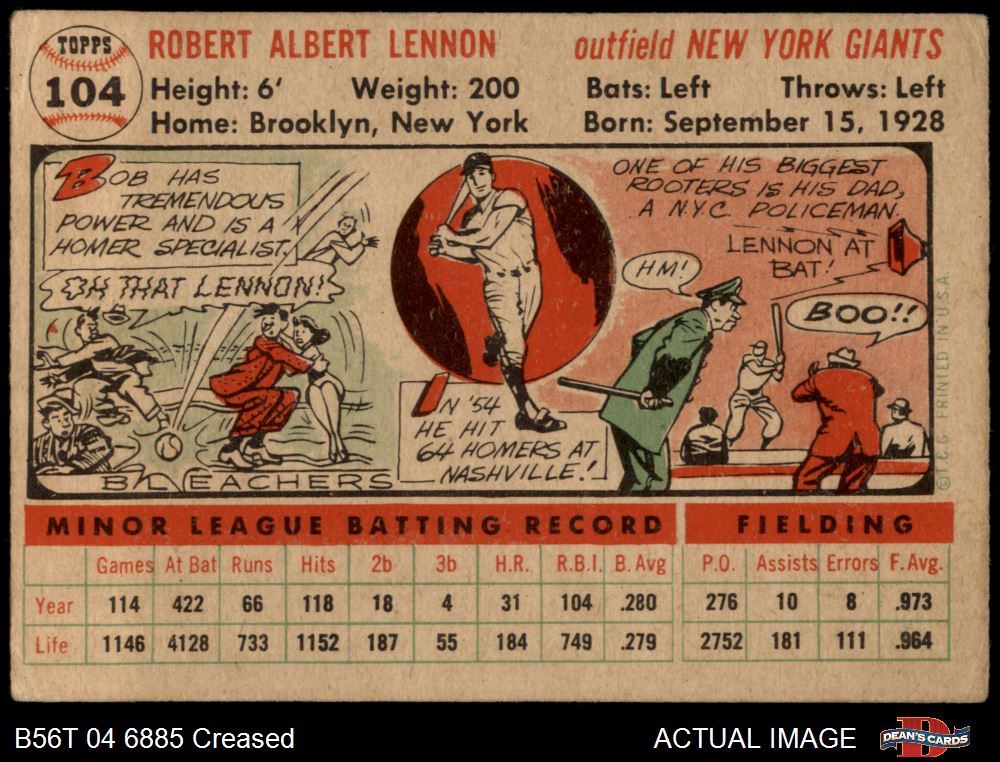 TOPPS
104
ROBERT ALBERT LENNON
outfield NEW YORK GIANTS
Height: 6' Weight: 200 Bats: Left Throws: Left
Home: Brooklyn, New York Born: September 15, 1928
BOB HAS
TREMENDOUS
POWER AND IS A
HOMER SPECIALIST.
OH THAT LENNON!
BLEACHERS
IN '54
HE HIT
64 HOMERS AT
NASHVILLE!
ONE OF HIS BIGGEST
ROOTERS IS HIS DAD,
A N.Y.C. POLICEMAN.
LENNON AT
BAT!
HM!
BOO!!
© T.C.G. PRINTED IN U.S.A
MINOR LEAGUE BATTING RECORD FIELDING
Games At Bat Runs Hits 2b 3b H.R. R.B.I. B. Avg P.O. Assists Errors F. Avg.
Year 114 422 66 118 18 4 31 104 .280 276 10 8 .973
Life 1146 4128 733 1152 187 55 184 749 .279 2752 181 111 .964
B56T 04 6885 Creased
ACTUAL IMAGE
D
DEAN'S CARDS